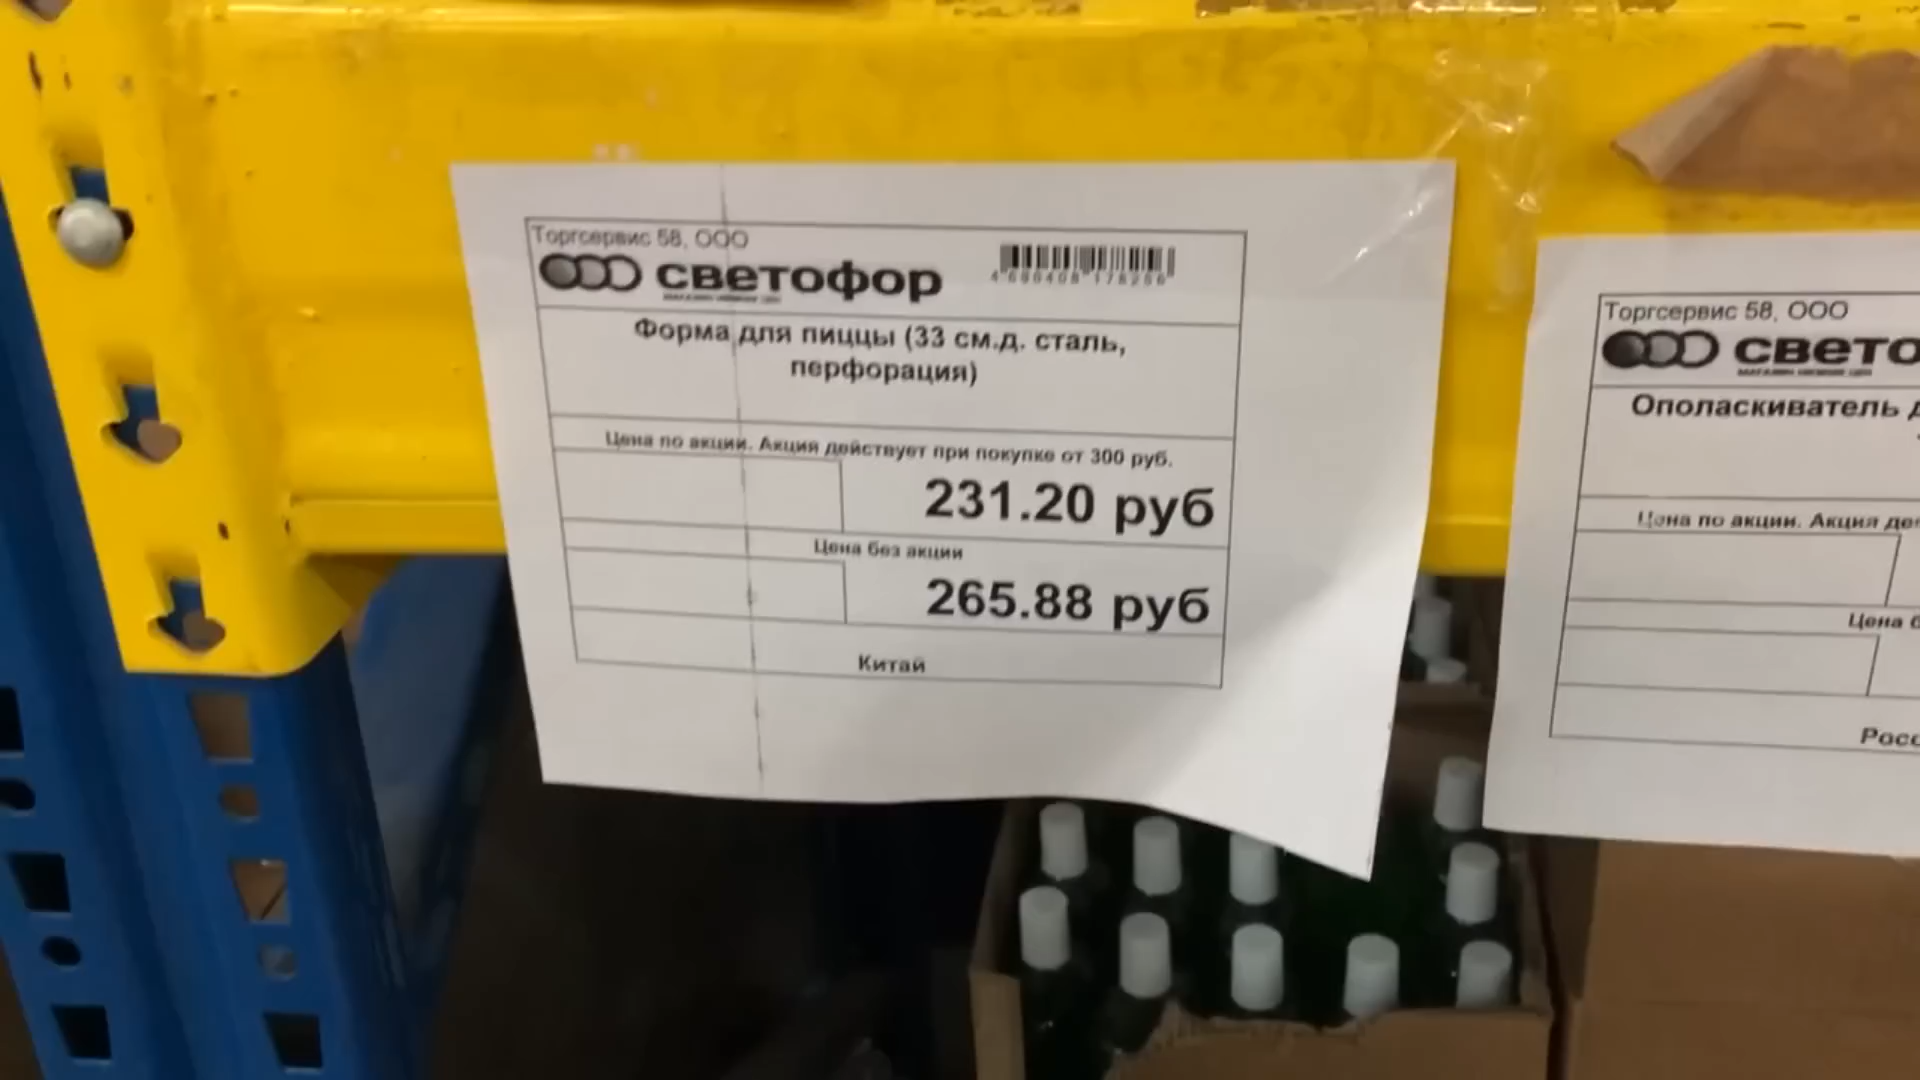 Торгсервис 58, ООО
светофор
Форма для пиццы (33 см.д. сталь,
перфорация)
Цена по акции. Акция действует при покупке от 300 руб.
231.20 руб
Цена без акции
265.88 руб
Китай
Торгсервис 58, ООО
свето
Ополаскиватель д
Цена по акции. Акция де
Цена б
Росс